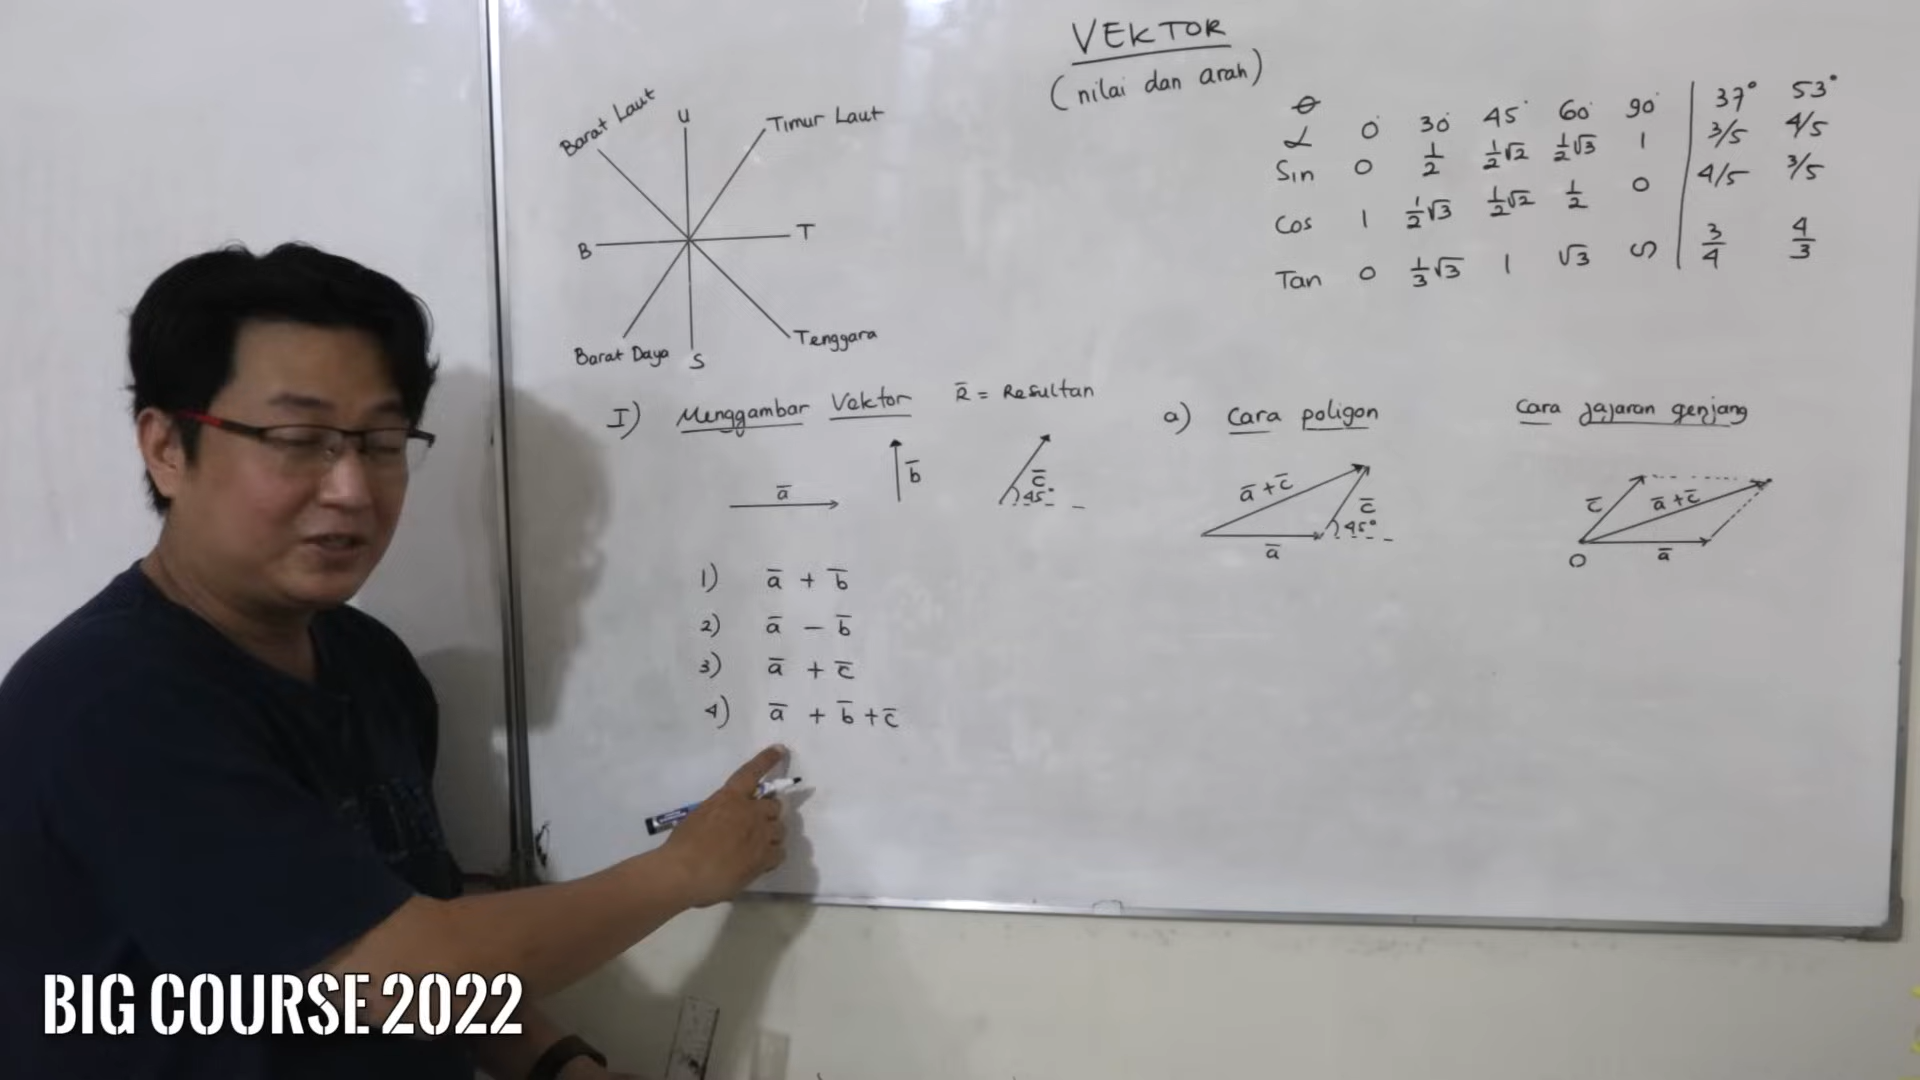 VEKTOR
(nilai dan arah)
Barat Laut
U
Timur Laut
B
T
Barat Daya
S
Tenggara
θ
α 0° 30° 45° 60° 90° 37° 53°
Sin 0 1/2 1/2√2 1/2√3 1 3/5 4/5
Cos 1 1/2√3 1/2√2 1/2 0 4/5 3/5
Tan 0 1/3√3 1 √3 ∽ 3/4 4/3
I) Menggambar Vektor R̄ = Resultan
ā
b̄
c̄
45°
1) ā + b̄
2) ā − b̄
3) ā + c̄
4) ā + b̄ + c̄
a) Cara poligon
ā + c̄
c̄
45°
ā
Cara jajaran genjang
c̄
ā + c̄
O
ā
BIG COURSE 2022